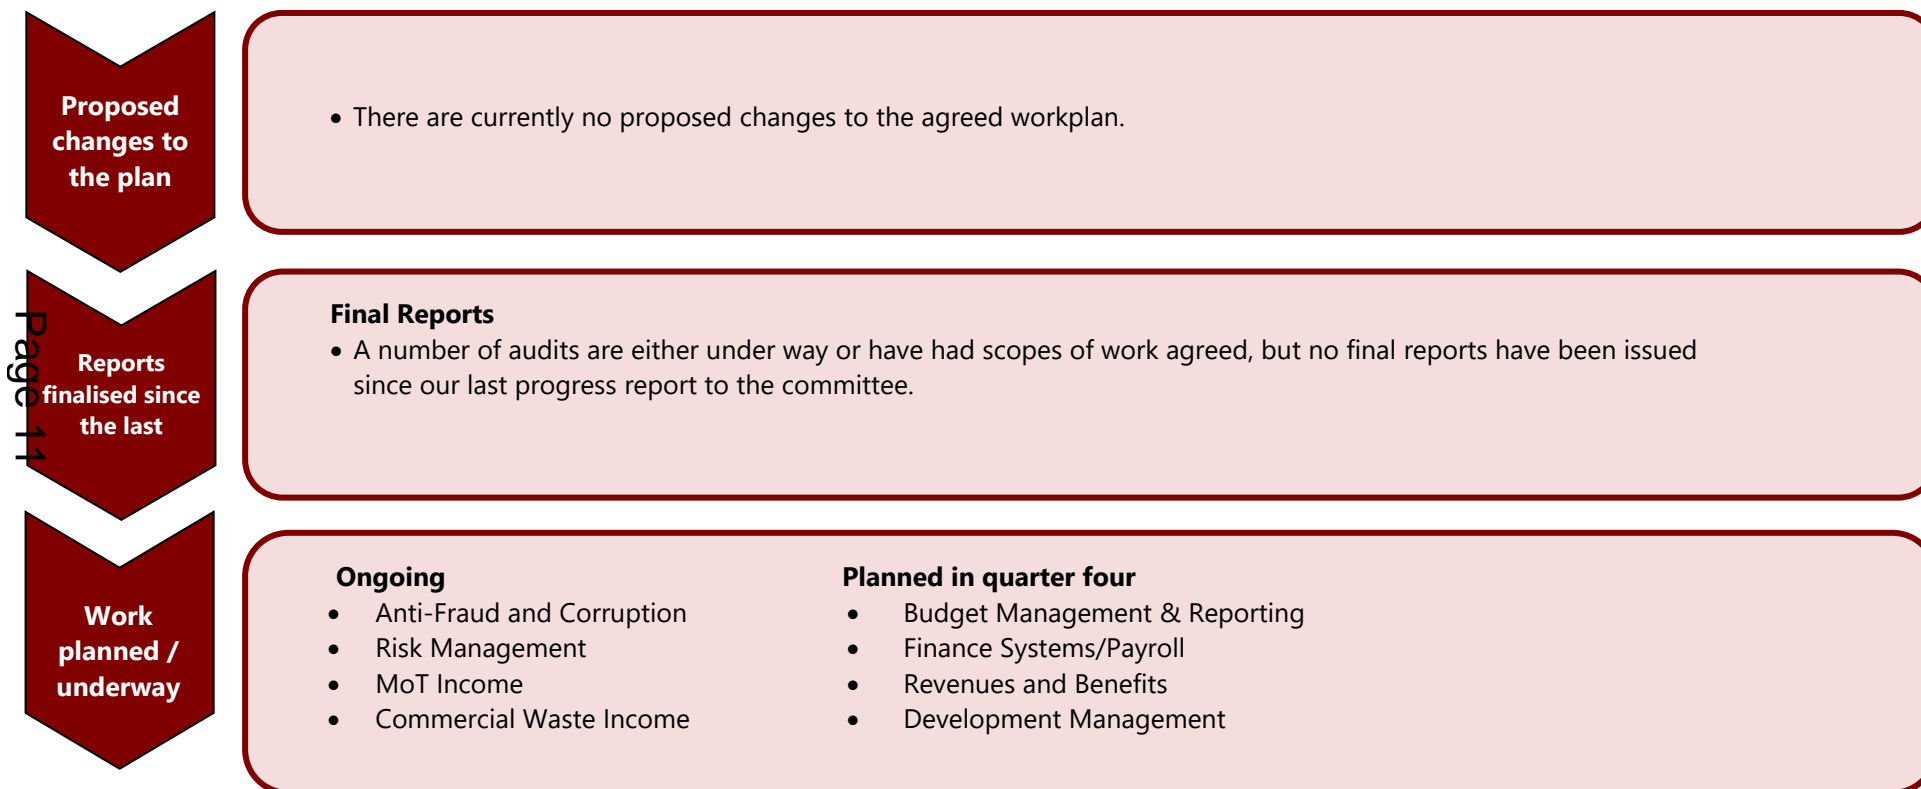 Proposed
changes to
the plan
• There are currently no proposed changes to the agreed workplan.
Page 11
Reports
finalised since
the last
Final Reports
• A number of audits are either under way or have had scopes of work agreed, but no final reports have been issued
since our last progress report to the committee.
Work
planned /
underway
Ongoing
• Anti-Fraud and Corruption
• Risk Management
• MoT Income
• Commercial Waste Income
Planned in quarter four
• Budget Management & Reporting
• Finance Systems/Payroll
• Revenues and Benefits
• Development Management